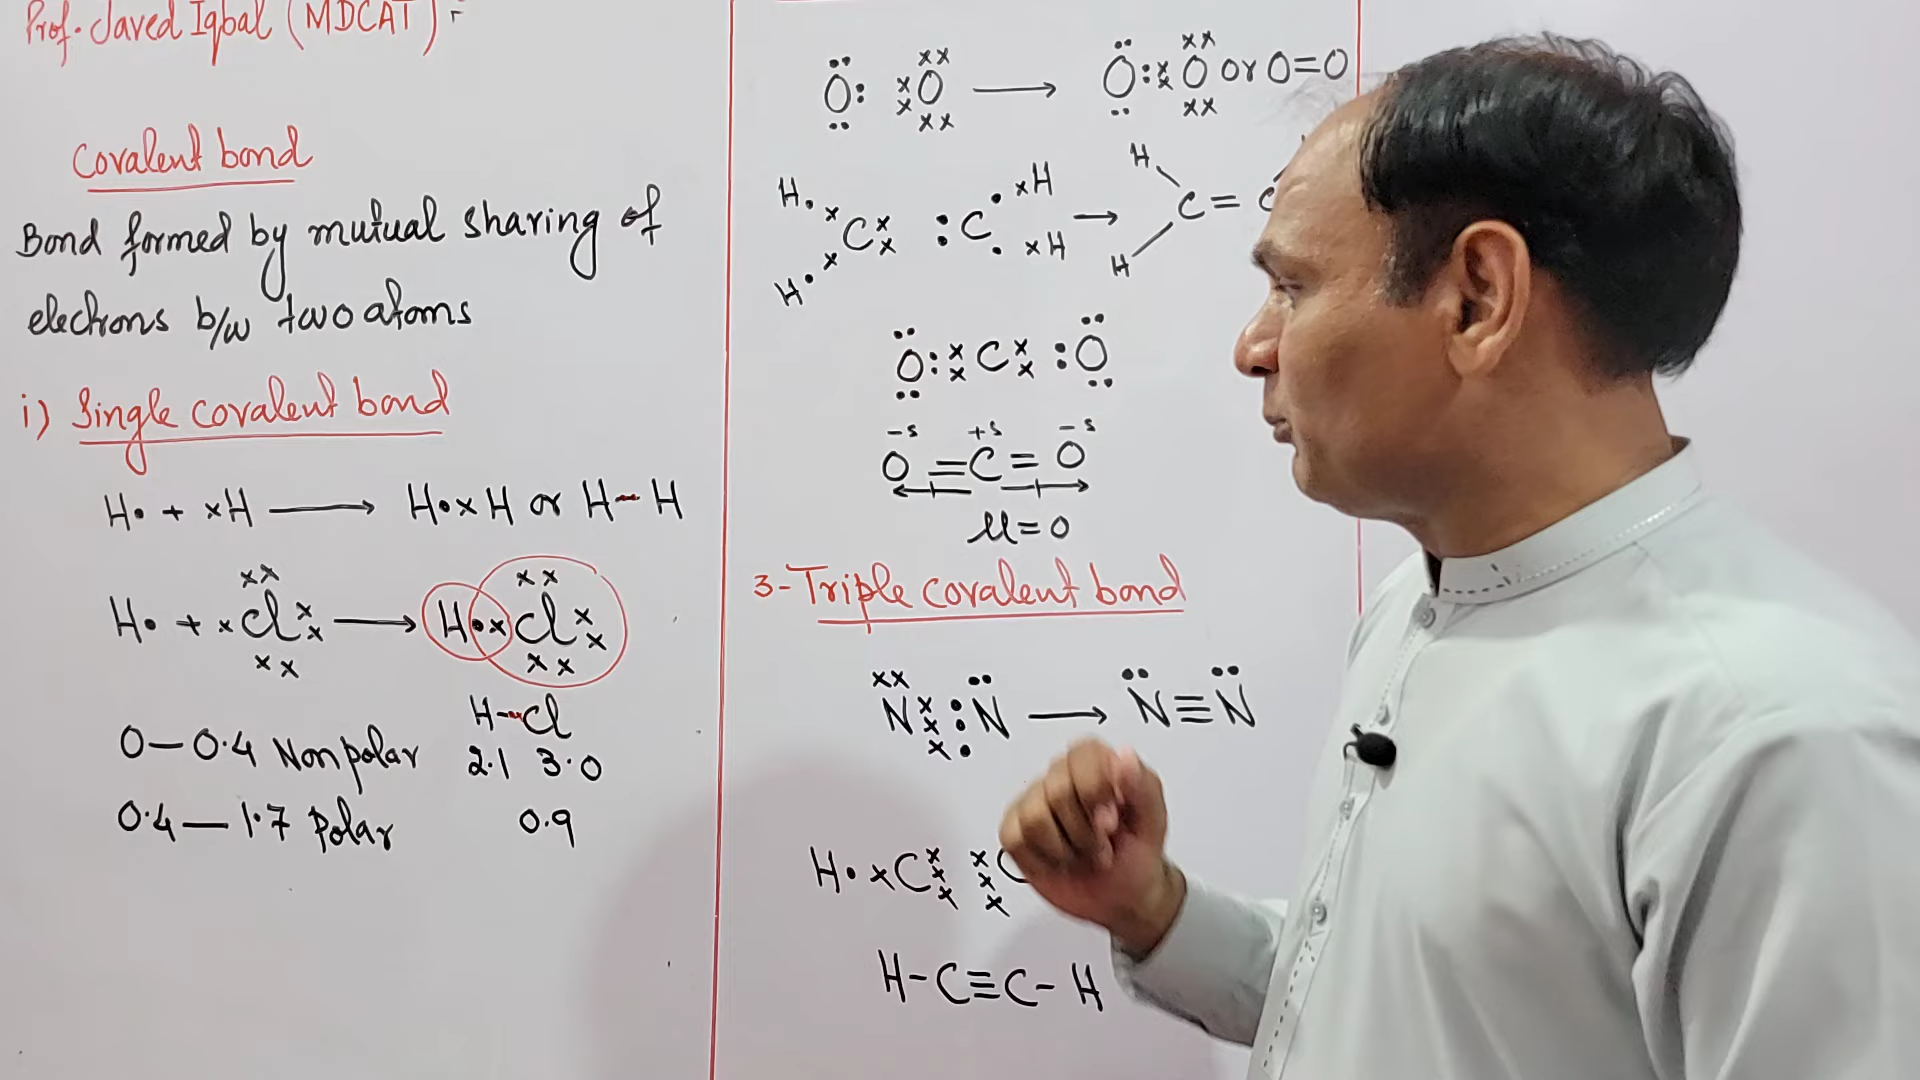 Prof. Javed Iqbal (MDCAT):
Covalent bond
Bond formed by mutual sharing of
electrons b/w two atoms
i) Single covalent bond
H• + ×H ⟶ H•×H or H-H
H• + ×Cl ⟶ H•×Cl
H-Cl
0—0.4 Nonpolar 2.1 3.0
0.4—1.7 Polar 0.9
O: ×O ⟶ O::O or O=O
H• ×C× :C• ×H → H C = C
H• ×H H
O: ×C× :O
-s +s -s
O = C = O
μ=0
3- Triple covalent bond
N ××× ••• N ⟶ N≡N
H• ×C××× ×××C
H-C≡C-H